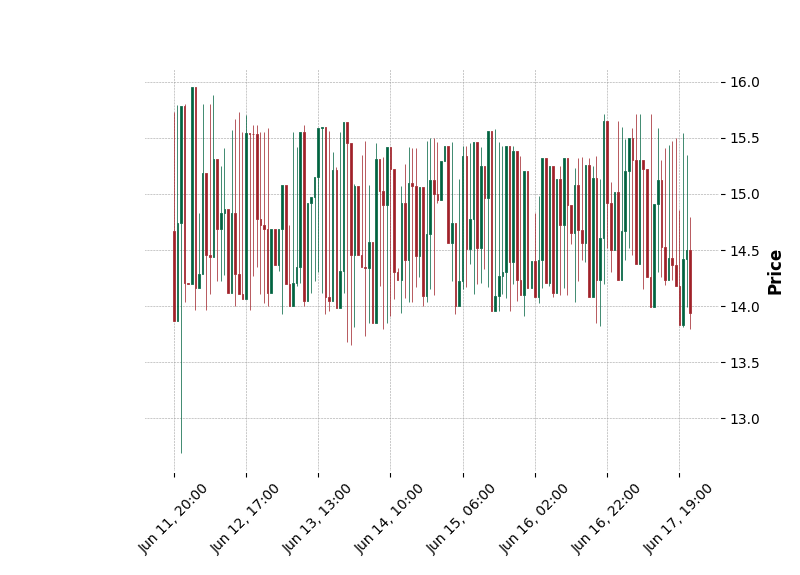 16.0
15.5
15.0
14.5
14.0
13.5
13.0
Price
Jun 11, 20:00
Jun 12, 17:00
Jun 13, 13:00
Jun 14, 10:00
Jun 15, 06:00
Jun 16, 02:00
Jun 16, 22:00
Jun 17, 19:00